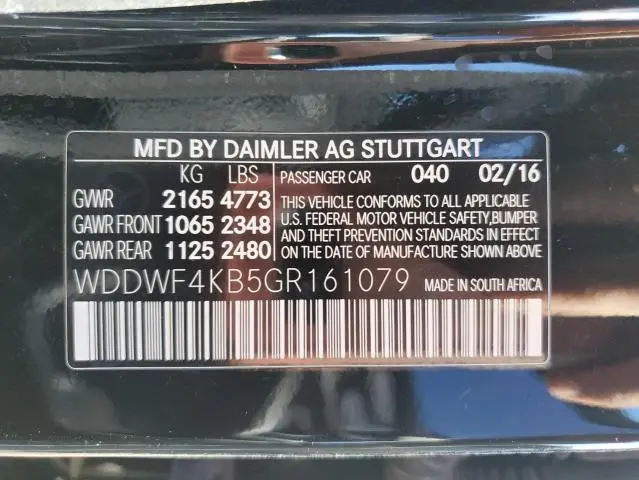 MFD BY DAIMLER AG STUTTGART
KG LBS
GVWR 2165 4773
GAWR FRONT 1065 2348
GAWR REAR 1125 2480
PASSENGER CAR 040 02/16
THIS VEHICLE CONFORMS TO ALL APPLICABLE
U.S. FEDERAL MOTOR VEHICLE SAFETY,BUMPER
AND THEFT PREVENTION STANDARDS IN EFFECT
ON THE DATE OF MANUFACTURE SHOWN ABOVE
WDDWF4KB5GR161079 MADE IN SOUTH AFRICA